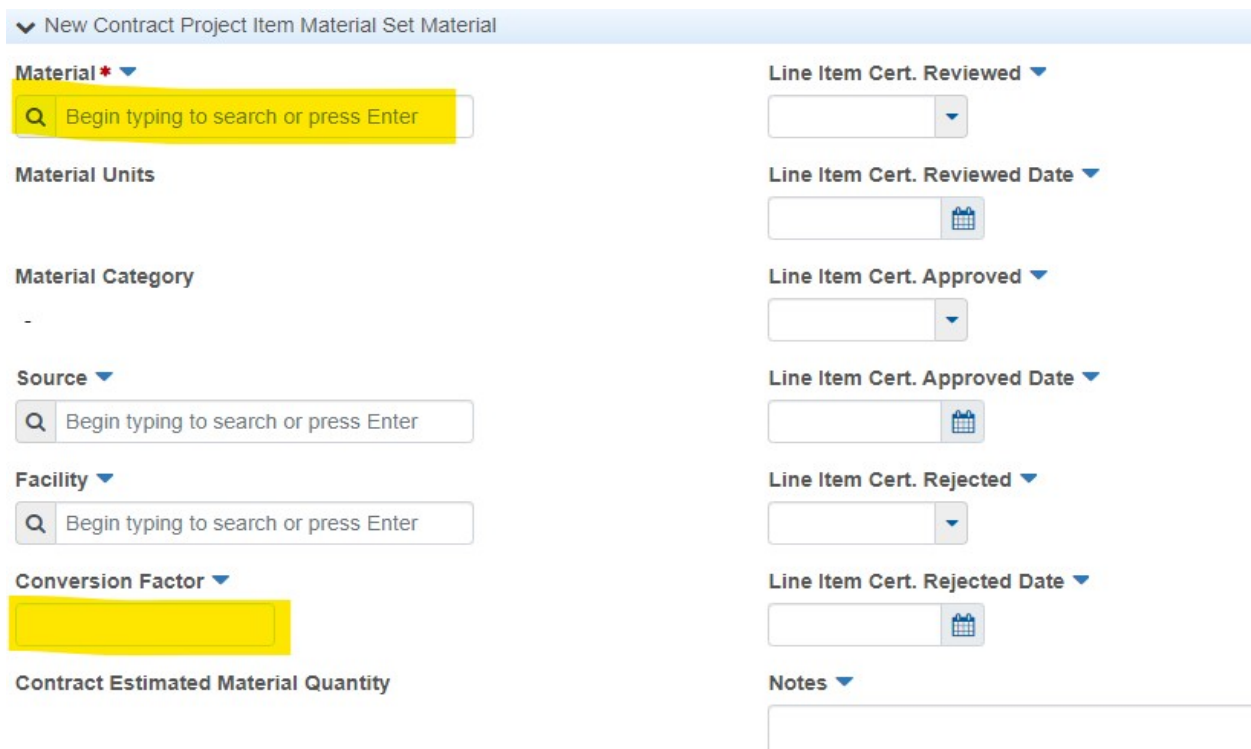 New Contract Project Item Material Set Material
Material*
Begin typing to search or press Enter
Material Units
Material Category
-
Source
Begin typing to search or press Enter
Facility
Begin typing to search or press Enter
Conversion Factor
Contract Estimated Material Quantity
Line Item Cert. Reviewed
Line Item Cert. Reviewed Date
Line Item Cert. Approved
Line Item Cert. Approved Date
Line Item Cert. Rejected
Line Item Cert. Rejected Date
Notes